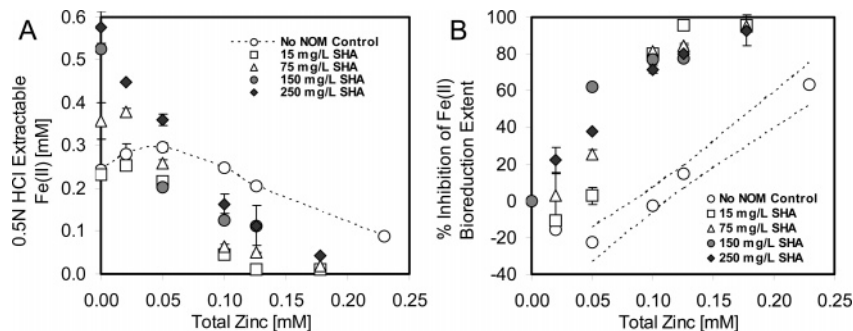 A
0.5N HCl Extractable
Fe(II) [mM]
0.6
0.5
0.4
0.3
0.2
0.1
0.0
No NOM Control
15 mg/L SHA
75 mg/L SHA
150 mg/L SHA
250 mg/L SHA
0.00 0.05 0.10 0.15 0.20 0.25
Total Zinc [mM]
B
% Inhibition of Fe(II)
Bioreduction Extent
100
80
60
40
20
0
-20
-40
No NOM Control
15 mg/L SHA
75 mg/L SHA
150 mg/L SHA
250 mg/L SHA
0.00 0.05 0.10 0.15 0.20 0.25
Total Zinc [mM]